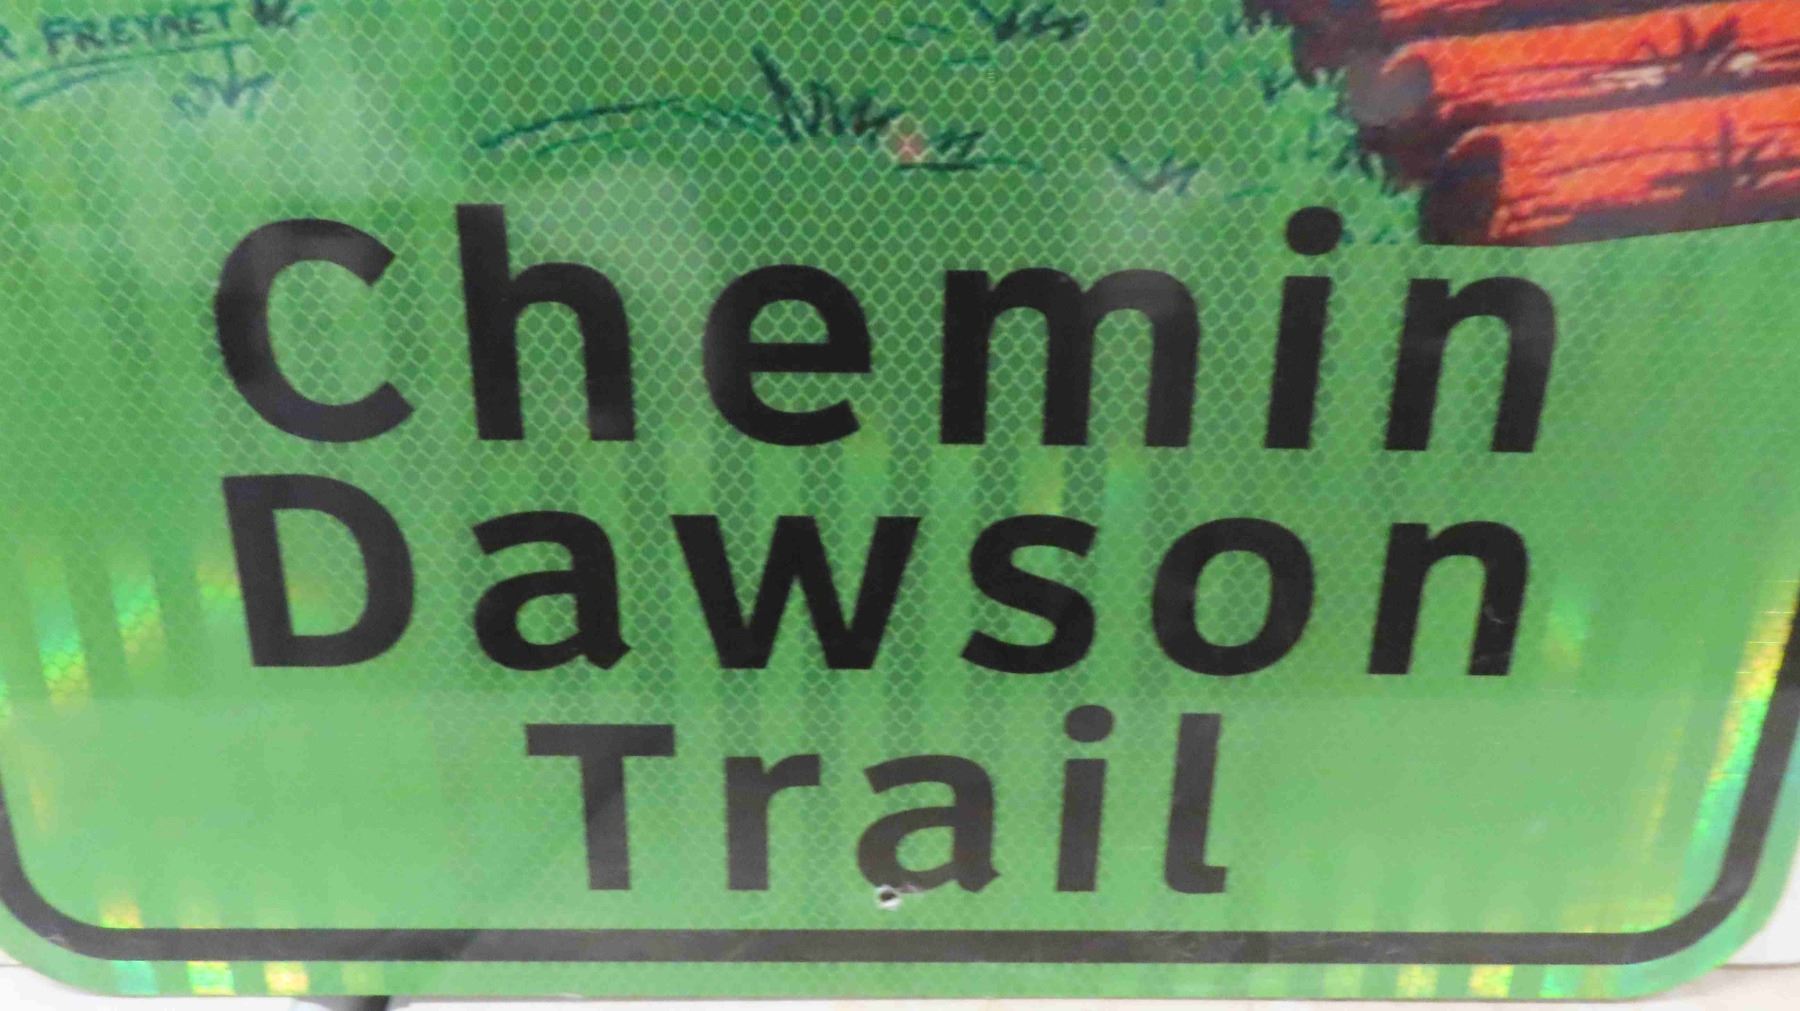 R FREYNET
Chemin
Dawson
Trail